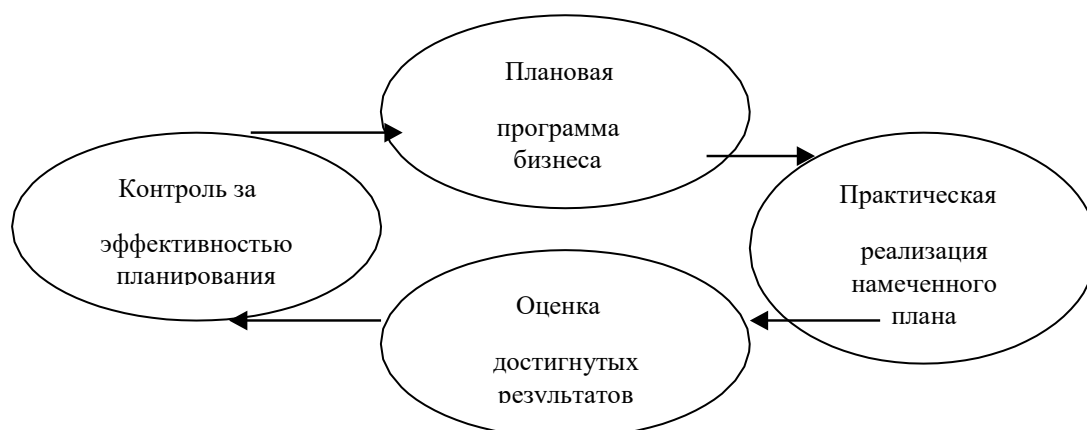 Плановая
программа
бизнеса
Контроль за
эффективностью
планирования
Практическая
реализация
намеченного
плана
Оценка
достигнутых
результатов